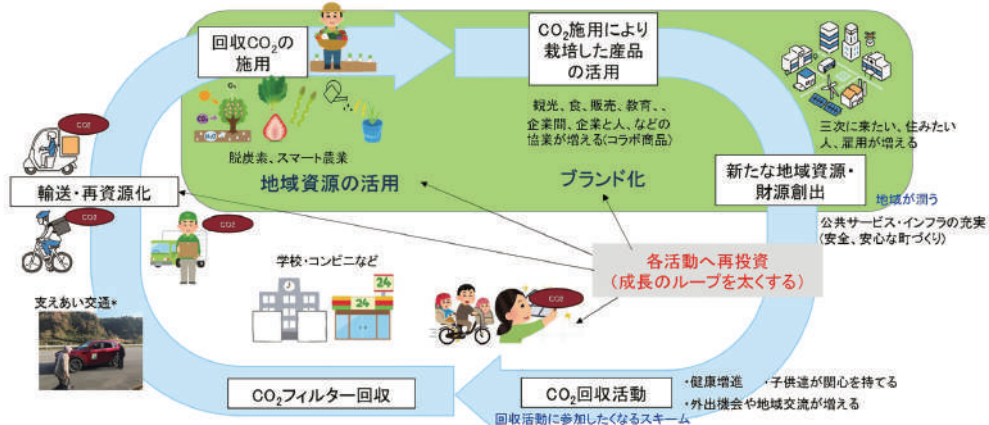 回収CO₂の
施用
CO₂施用により
栽培した産品
の活用
観光、食、販売、教育、、
企業間、企業と人、などの
協業が増える(コラボ商品)
三次に来たい、住みたい
人、雇用が増える
脱炭素、スマート農業
地域資源の活用
ブランド化
新たな地域資源・
財源創出
地域が潤う
公共サービス・インフラの充実
(安全、安心な町づくり)
CO2
輸送・再資源化
CO2
CO2
学校・コンビニなど
24
24
各活動へ再投資
(成長のループを太くする)
CO2
支えあい交通*
CO₂フィルター回収
CO₂回収活動
・健康増進 ・子供達が関心を持てる
・外出機会や地域交流が増える
回収活動に参加したくなるスキーム